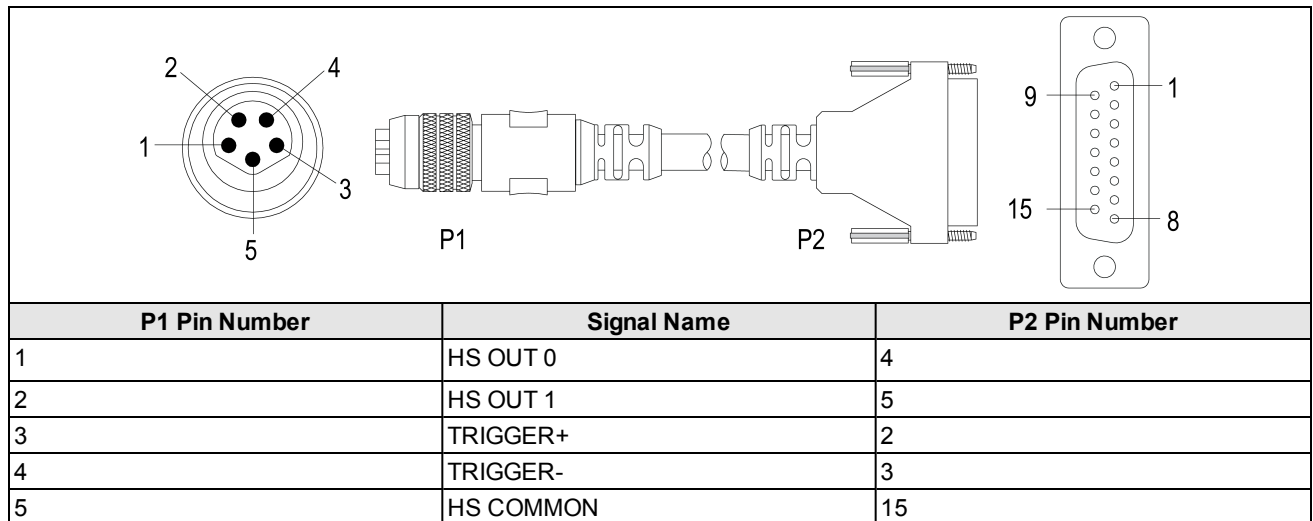 2 4
1
3
5
P1 P2
9 1
15 8
P1 Pin Number Signal Name P2 Pin Number
1 HS OUT 0 4
2 HS OUT 1 5
3 TRIGGER+ 2
4 TRIGGER- 3
5 HS COMMON 15